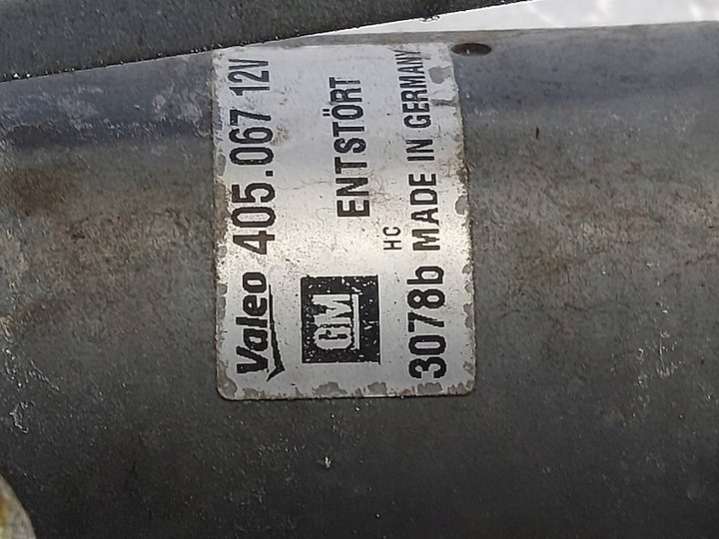 Valeo 405.067 12V
GM ENTSTÖRT
HC
3078b MADE IN GERMANY